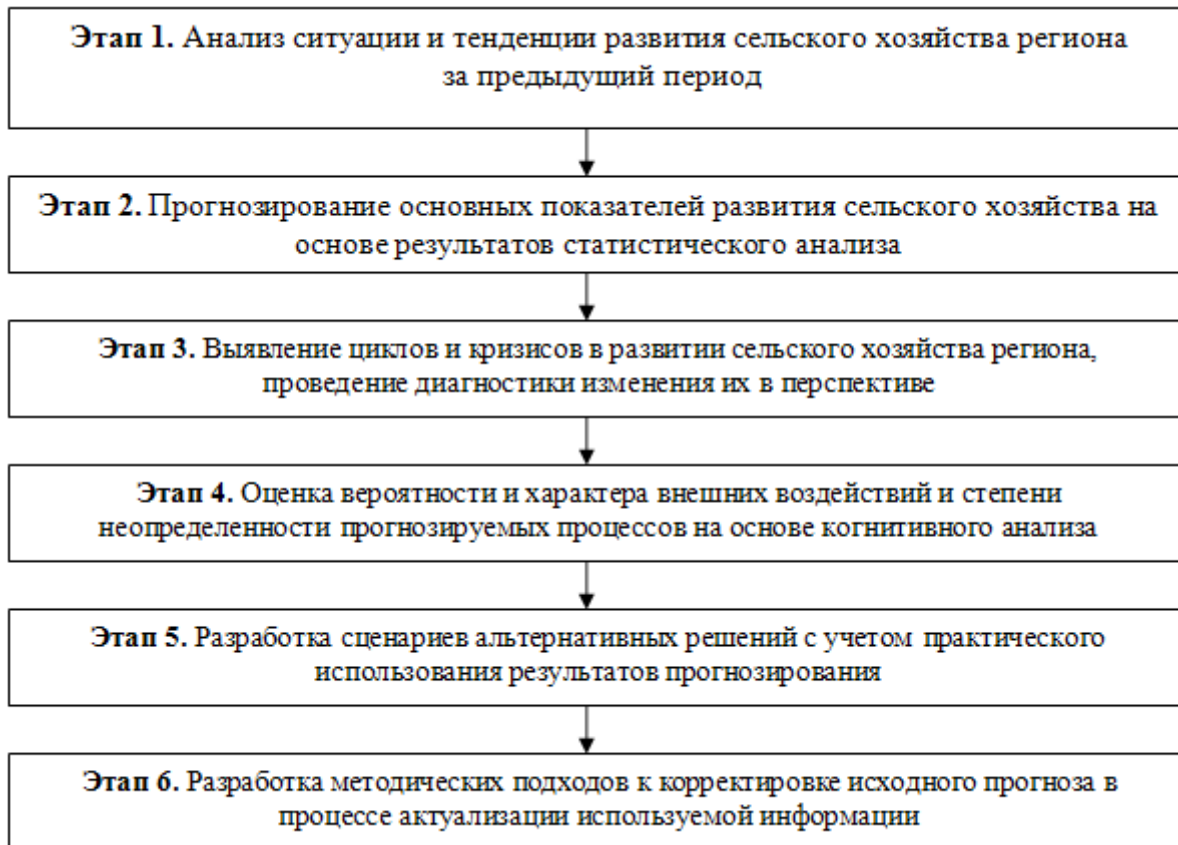 Этап 1. Анализ ситуации и тенденции развития сельского хозяйства региона
за предыдущий период
Этап 2. Прогнозирование основных показателей развития сельского хозяйства на
основе результатов статистического анализа
Этап 3. Выявление циклов и кризисов в развитии сельского хозяйства региона,
проведение диагностики изменения их в перспективе
Этап 4. Оценка вероятности и характера внешних воздействий и степени
неопределенности прогнозируемых процессов на основе когнитивного анализа
Этап 5. Разработка сценариев альтернативных решений с учетом практического
использования результатов прогнозирования
Этап 6. Разработка методических подходов к корректировке исходного прогноза в
процессе актуализации используемой информации